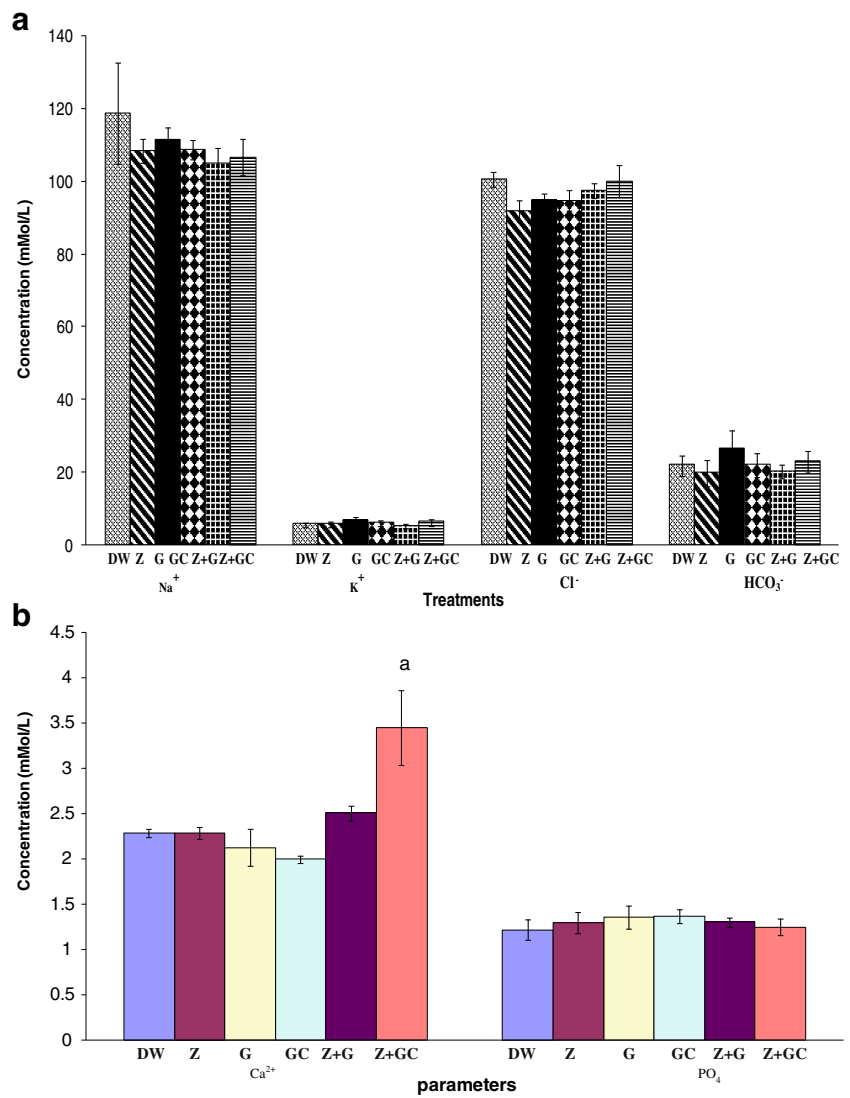 a
140
120
100
80
60
40
20
0
Concentration (mMol/L)
DW Z G GC Z+G Z+GC DW Z G GC Z+G Z+GC DW Z G GC Z+G Z+GC DW Z G GC Z+G Z+GC
Na+ K+ Cl- HCO3-
Treatments
b
4.5
4
3.5
3
2.5
2
1.5
1
0.5
0
Concentration (mMol/L)
a
DW Z G GC Z+G Z+GC DW Z G GC Z+G Z+GC
Ca2+ PO4
parameters